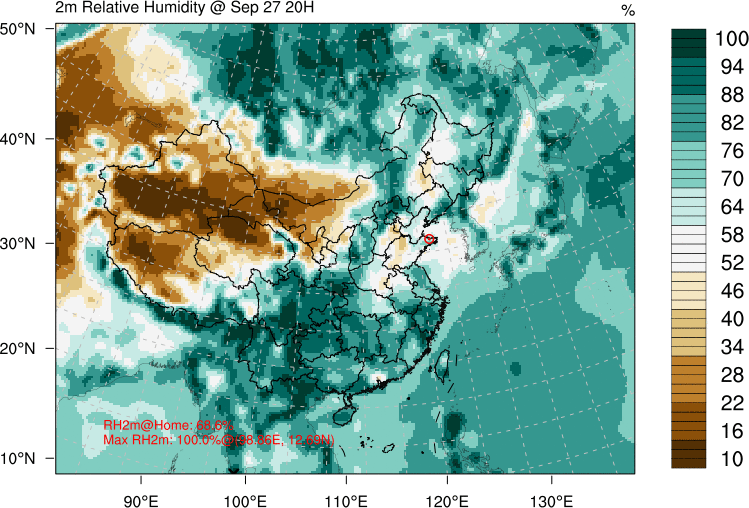 2m Relative Humidity @ Sep 27 20H
%
50°N
40°N
30°N
20°N
10°N
90°E
100°E
110°E
120°E
130°E
100
94
88
82
76
70
64
58
52
46
40
34
28
22
16
10
RH2m@Home: 68.6%
Max RH2m: 100.0%